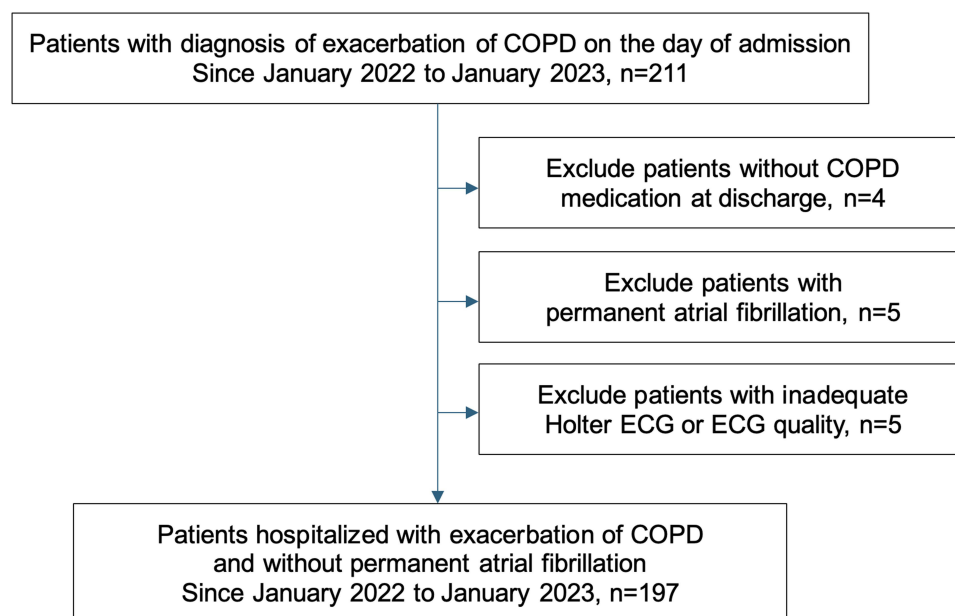 Patients with diagnosis of exacerbation of COPD on the day of admission
Since January 2022 to January 2023, n=211
Exclude patients without COPD
medication at discharge, n=4
Exclude patients with
permanent atrial fibrillation, n=5
Exclude patients with inadequate
Holter ECG or ECG quality, n=5
Patients hospitalized with exacerbation of COPD
and without permanent atrial fibrillation
Since January 2022 to January 2023, n=197